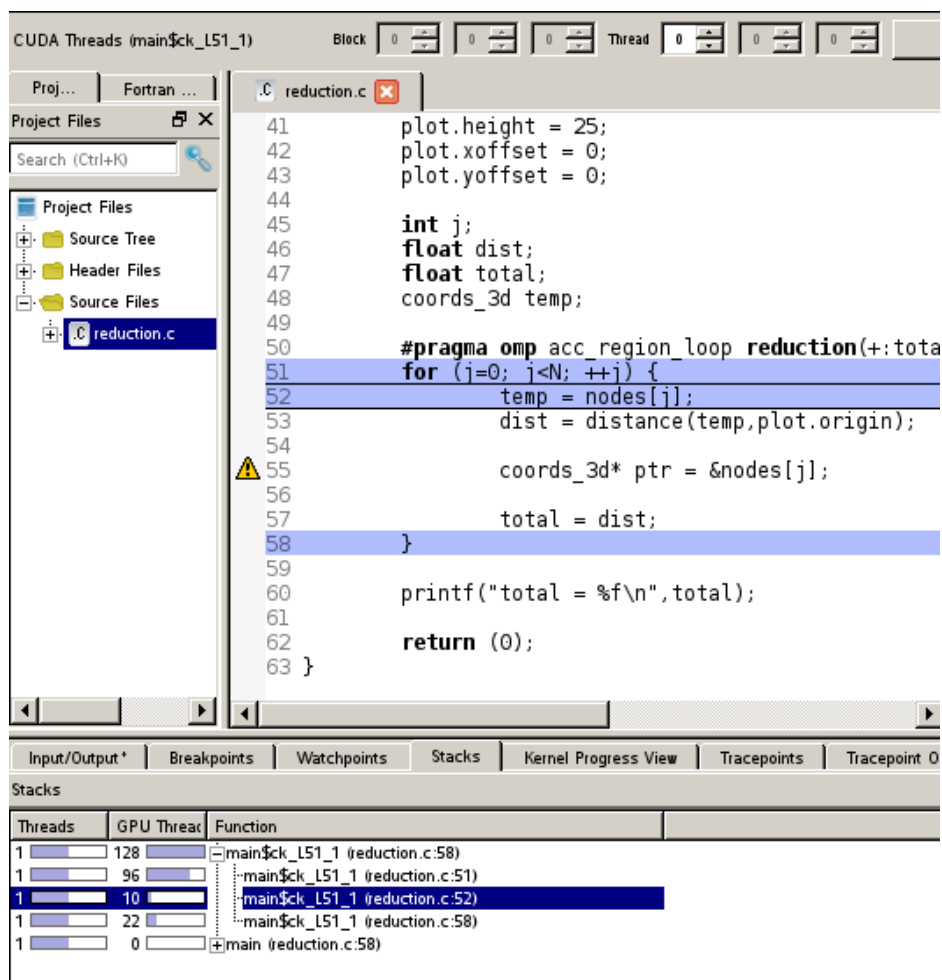 CUDA Threads (main$ck_L51_1) Block 0 0 0 Thread 0 0 0
Proj... Fortran ...
.C reduction.c
Project Files
Search (Ctrl+K)
Project Files
Source Tree
Header Files
Source Files
.C reduction.c
41 plot.height = 25;
42 plot.xoffset = 0;
43 plot.yoffset = 0;
44
45 int j;
46 float dist;
47 float total;
48 coords_3d temp;
49
50 #pragma omp acc_region_loop reduction(+:tota
51 for (j=0; j<N; ++j) {
52 temp = nodes[j];
53 dist = distance(temp,plot.origin);
54
55 coords_3d* ptr = &nodes[j];
56
57 total = dist;
58 }
59
60 printf("total = %f\n",total);
61
62 return (0);
63 }
Input/Output* Breakpoints Watchpoints Stacks Kernel Progress View Tracepoints Tracepoint O
Stacks
Threads GPU Threac Function
1 128 main$ck_L51_1 (reduction.c:58)
1 96 main$ck_L51_1 (reduction.c:51)
1 10 main$ck_L51_1 (reduction.c:52)
1 22 main$ck_L51_1 (reduction.c:58)
1 0 main (reduction.c:58)